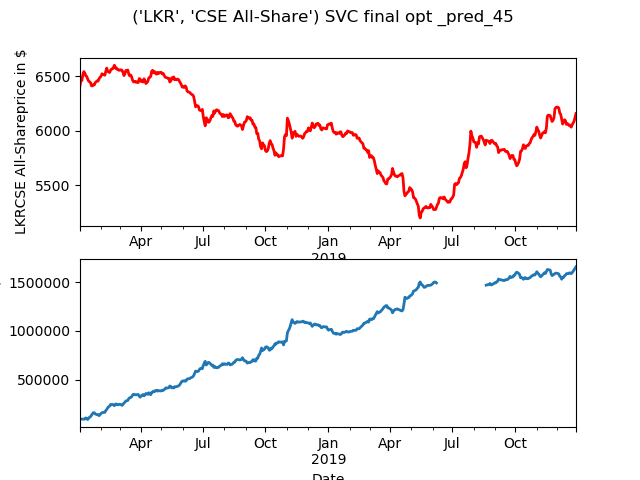 ('LKR', 'CSE All-Share') SVC final opt _pred_45
LKRCSE All-Shareprice in $
6500
6000
5500
Apr Jul Oct Jan Apr Jul Oct
2019
1500000
1000000
500000
Apr Jul Oct Jan Apr Jul Oct
2019
Date